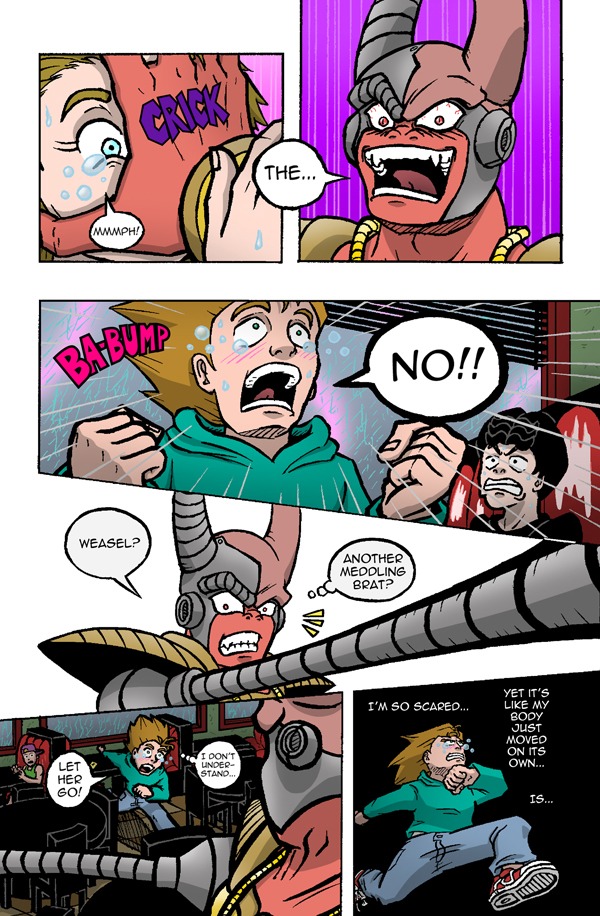 CRICK
MMMPH!
THE...
BA-BUMP
NO!!
WEASEL?
ANOTHER
MEDDLING
BRAT?
LET
HER
GO!
I DON'T
UNDER-
STAND...
I'M SO SCARED...
YET IT'S
LIKE MY
BODY
JUST
MOVED
ON ITS
OWN...
IS...